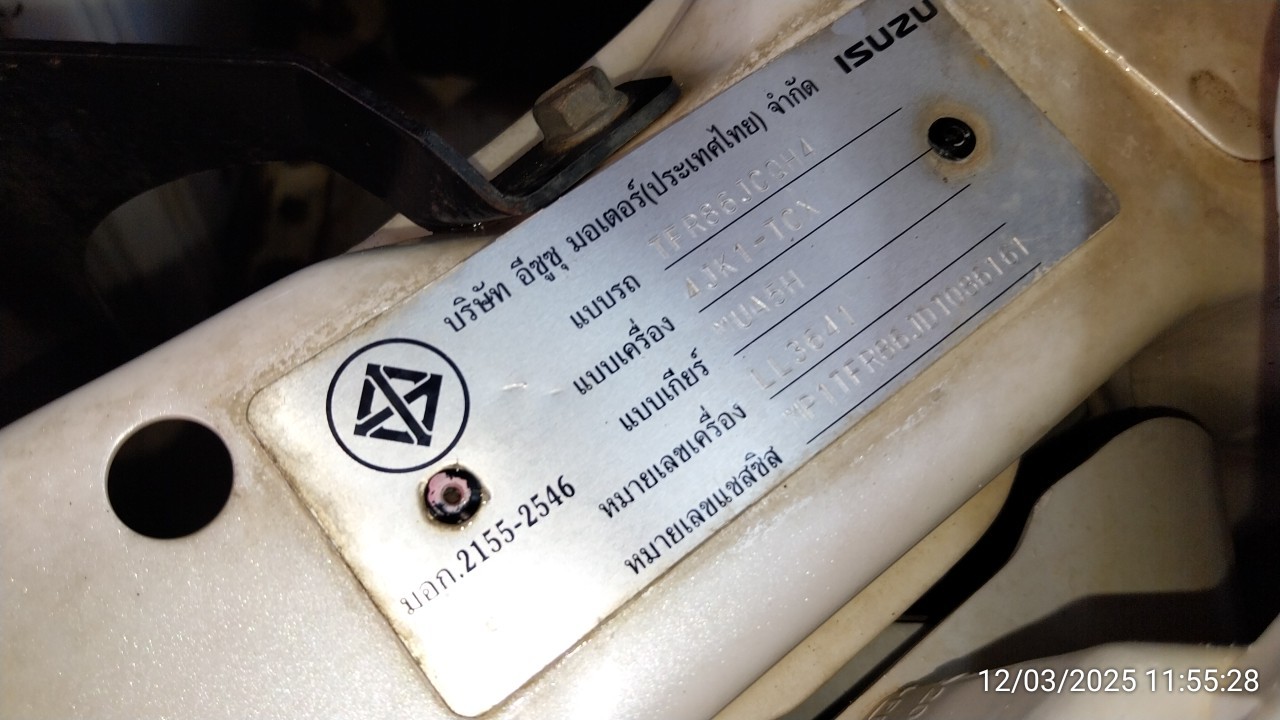 ISUZU
บริษัท อีซูซุ มอเตอร์(ประเทศไทย) จำกัด
แบบรถ TFR86JCQH4
แบบเครื่อง 4JK1-TCX
แบบเกียร์ MUA5H
หมายเลขเครื่อง LL3641
หมายเลขแชสซิส MP1TFR86JDT086161
มอก.2155-2546
12/03/2025 11:55:28